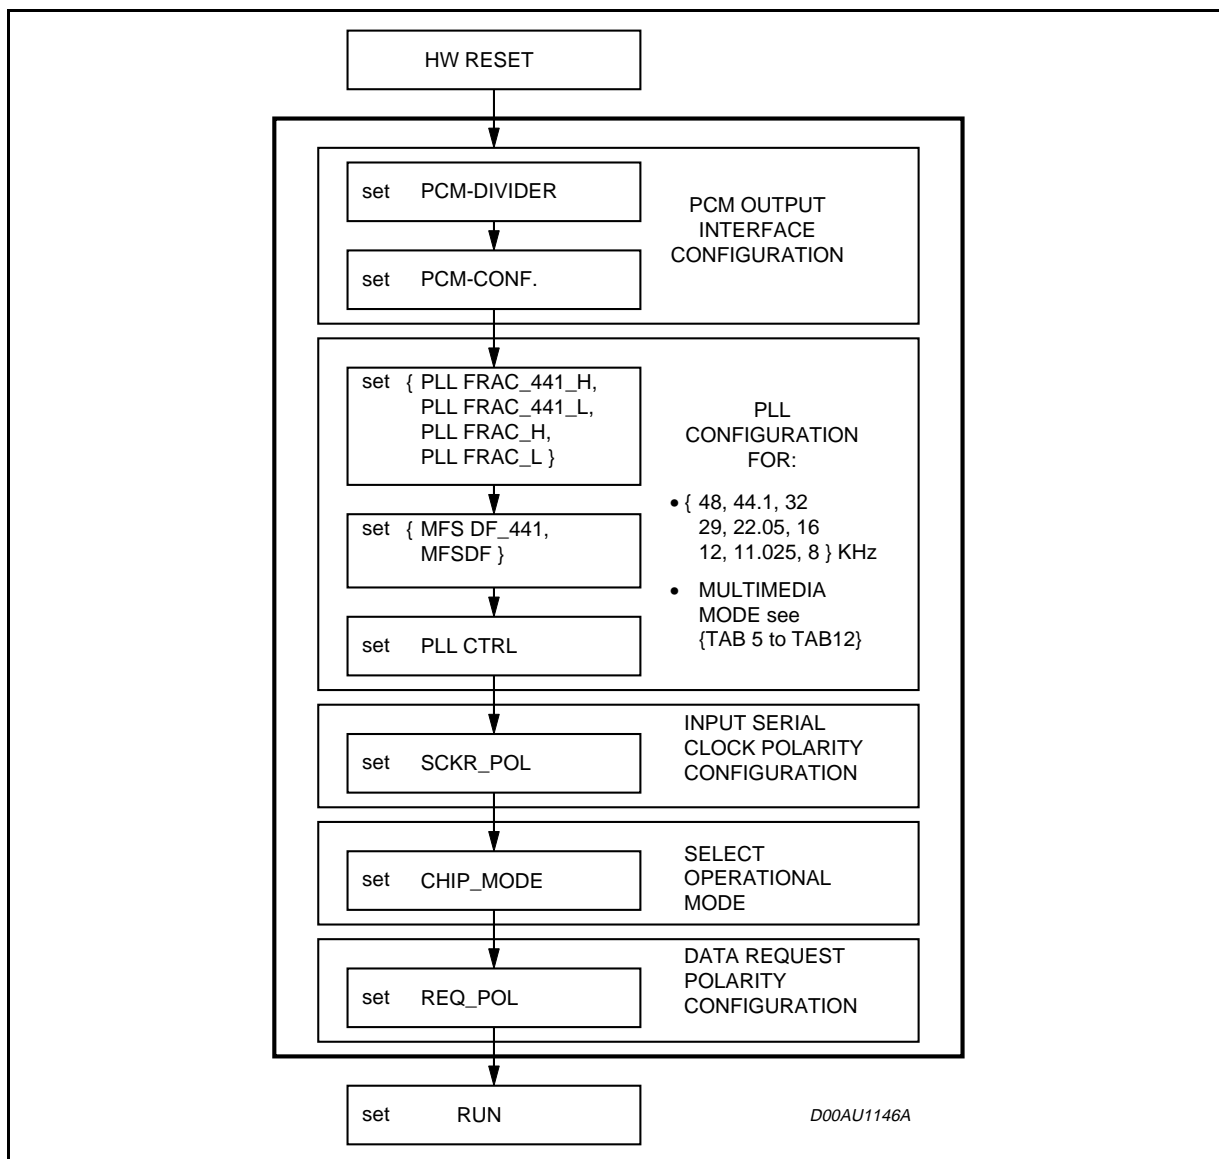 HW RESET
set PCM-DIVIDER
set PCM-CONF.
PCM OUTPUT
INTERFACE
CONFIGURATION
set { PLL FRAC_441_H,
PLL FRAC_441_L,
PLL FRAC_H,
PLL FRAC_L }
set { MFS DF_441,
MFSDF }
set PLL CTRL
PLL
CONFIGURATION
FOR:
• { 48, 44.1, 32
29, 22.05, 16
12, 11.025, 8 } KHz
• MULTIMEDIA
MODE see
{TAB 5 to TAB12}
set SCKR_POL
INPUT SERIAL
CLOCK POLARITY
CONFIGURATION
set CHIP_MODE
SELECT
OPERATIONAL
MODE
set REQ_POL
DATA REQUEST
POLARITY
CONFIGURATION
set RUN
D00AU1146A